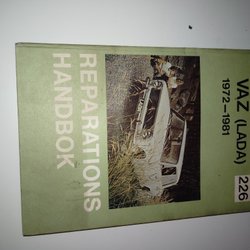 VAZ (LADA) 226
1972–1981
REPARATIONS
HANDBOK